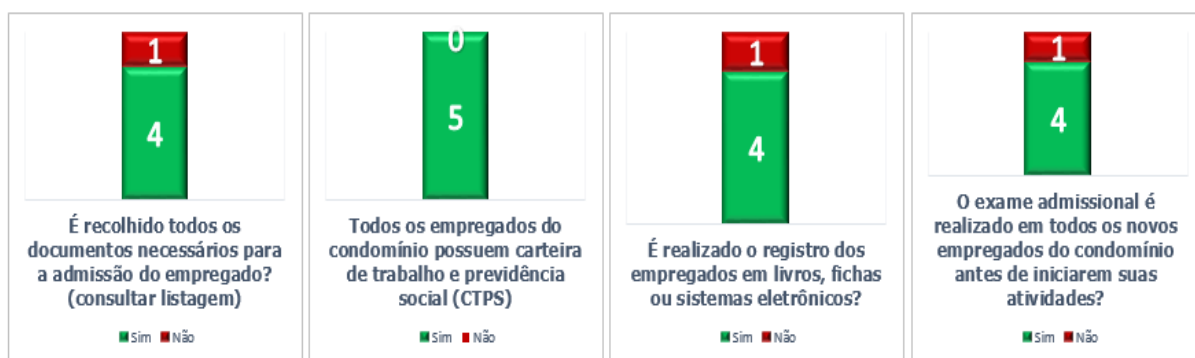 1
4
É recolhido todos os
documentos necessários para
a admissão do empregado?
(consultar listagem)
Sim Não
0
5
Todos os empregados do
condomínio possuem carteira
de trabalho e previdência
social (CTPS)
Sim Não
1
4
É realizado o registro dos
empregados em livros, fichas
ou sistemas eletrônicos?
Sim Não
1
4
O exame admissional é
realizado em todos os novos
empregados do condomínio
antes de iniciarem suas
atividades?
Sim Não